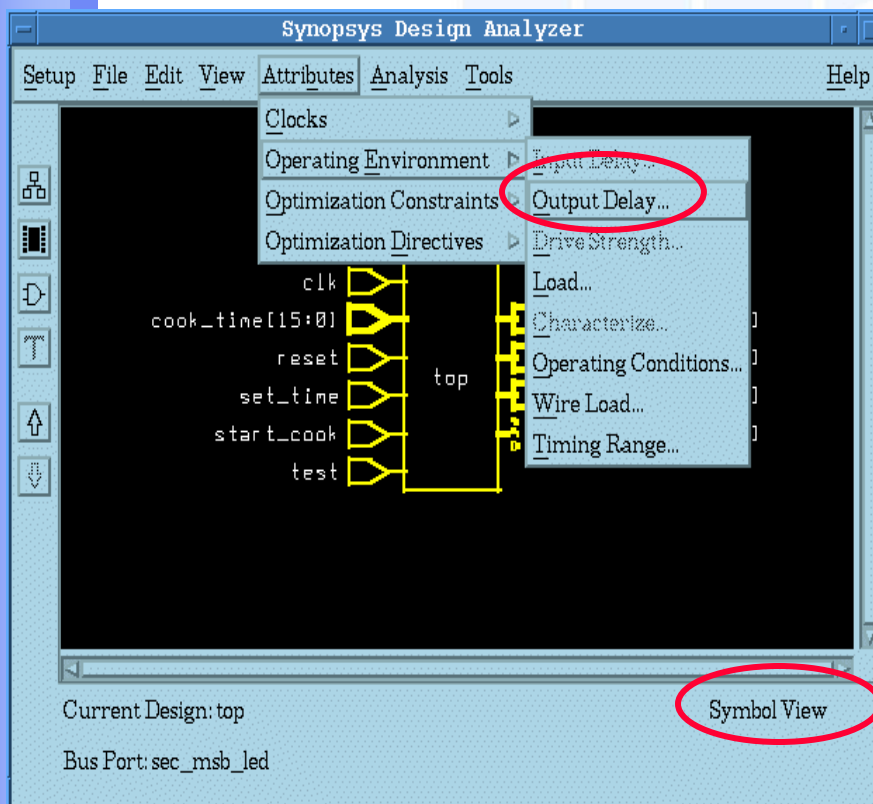 Synopsys Design Analyzer
Setup File Edit View Attributes Analysis Tools Help
Clocks
Operating Environment
Optimization Constraints
Optimization Directives
Input Delay...
Output Delay...
Drive Strength...
Load...
Characterize...
Operating Conditions...
Wire Load...
Timing Range...
clk
cook_time[15:0]
reset
set_time
start_cook
test
top
]
]
]
]
Current Design: top
Symbol View
Bus Port: sec_msb_led